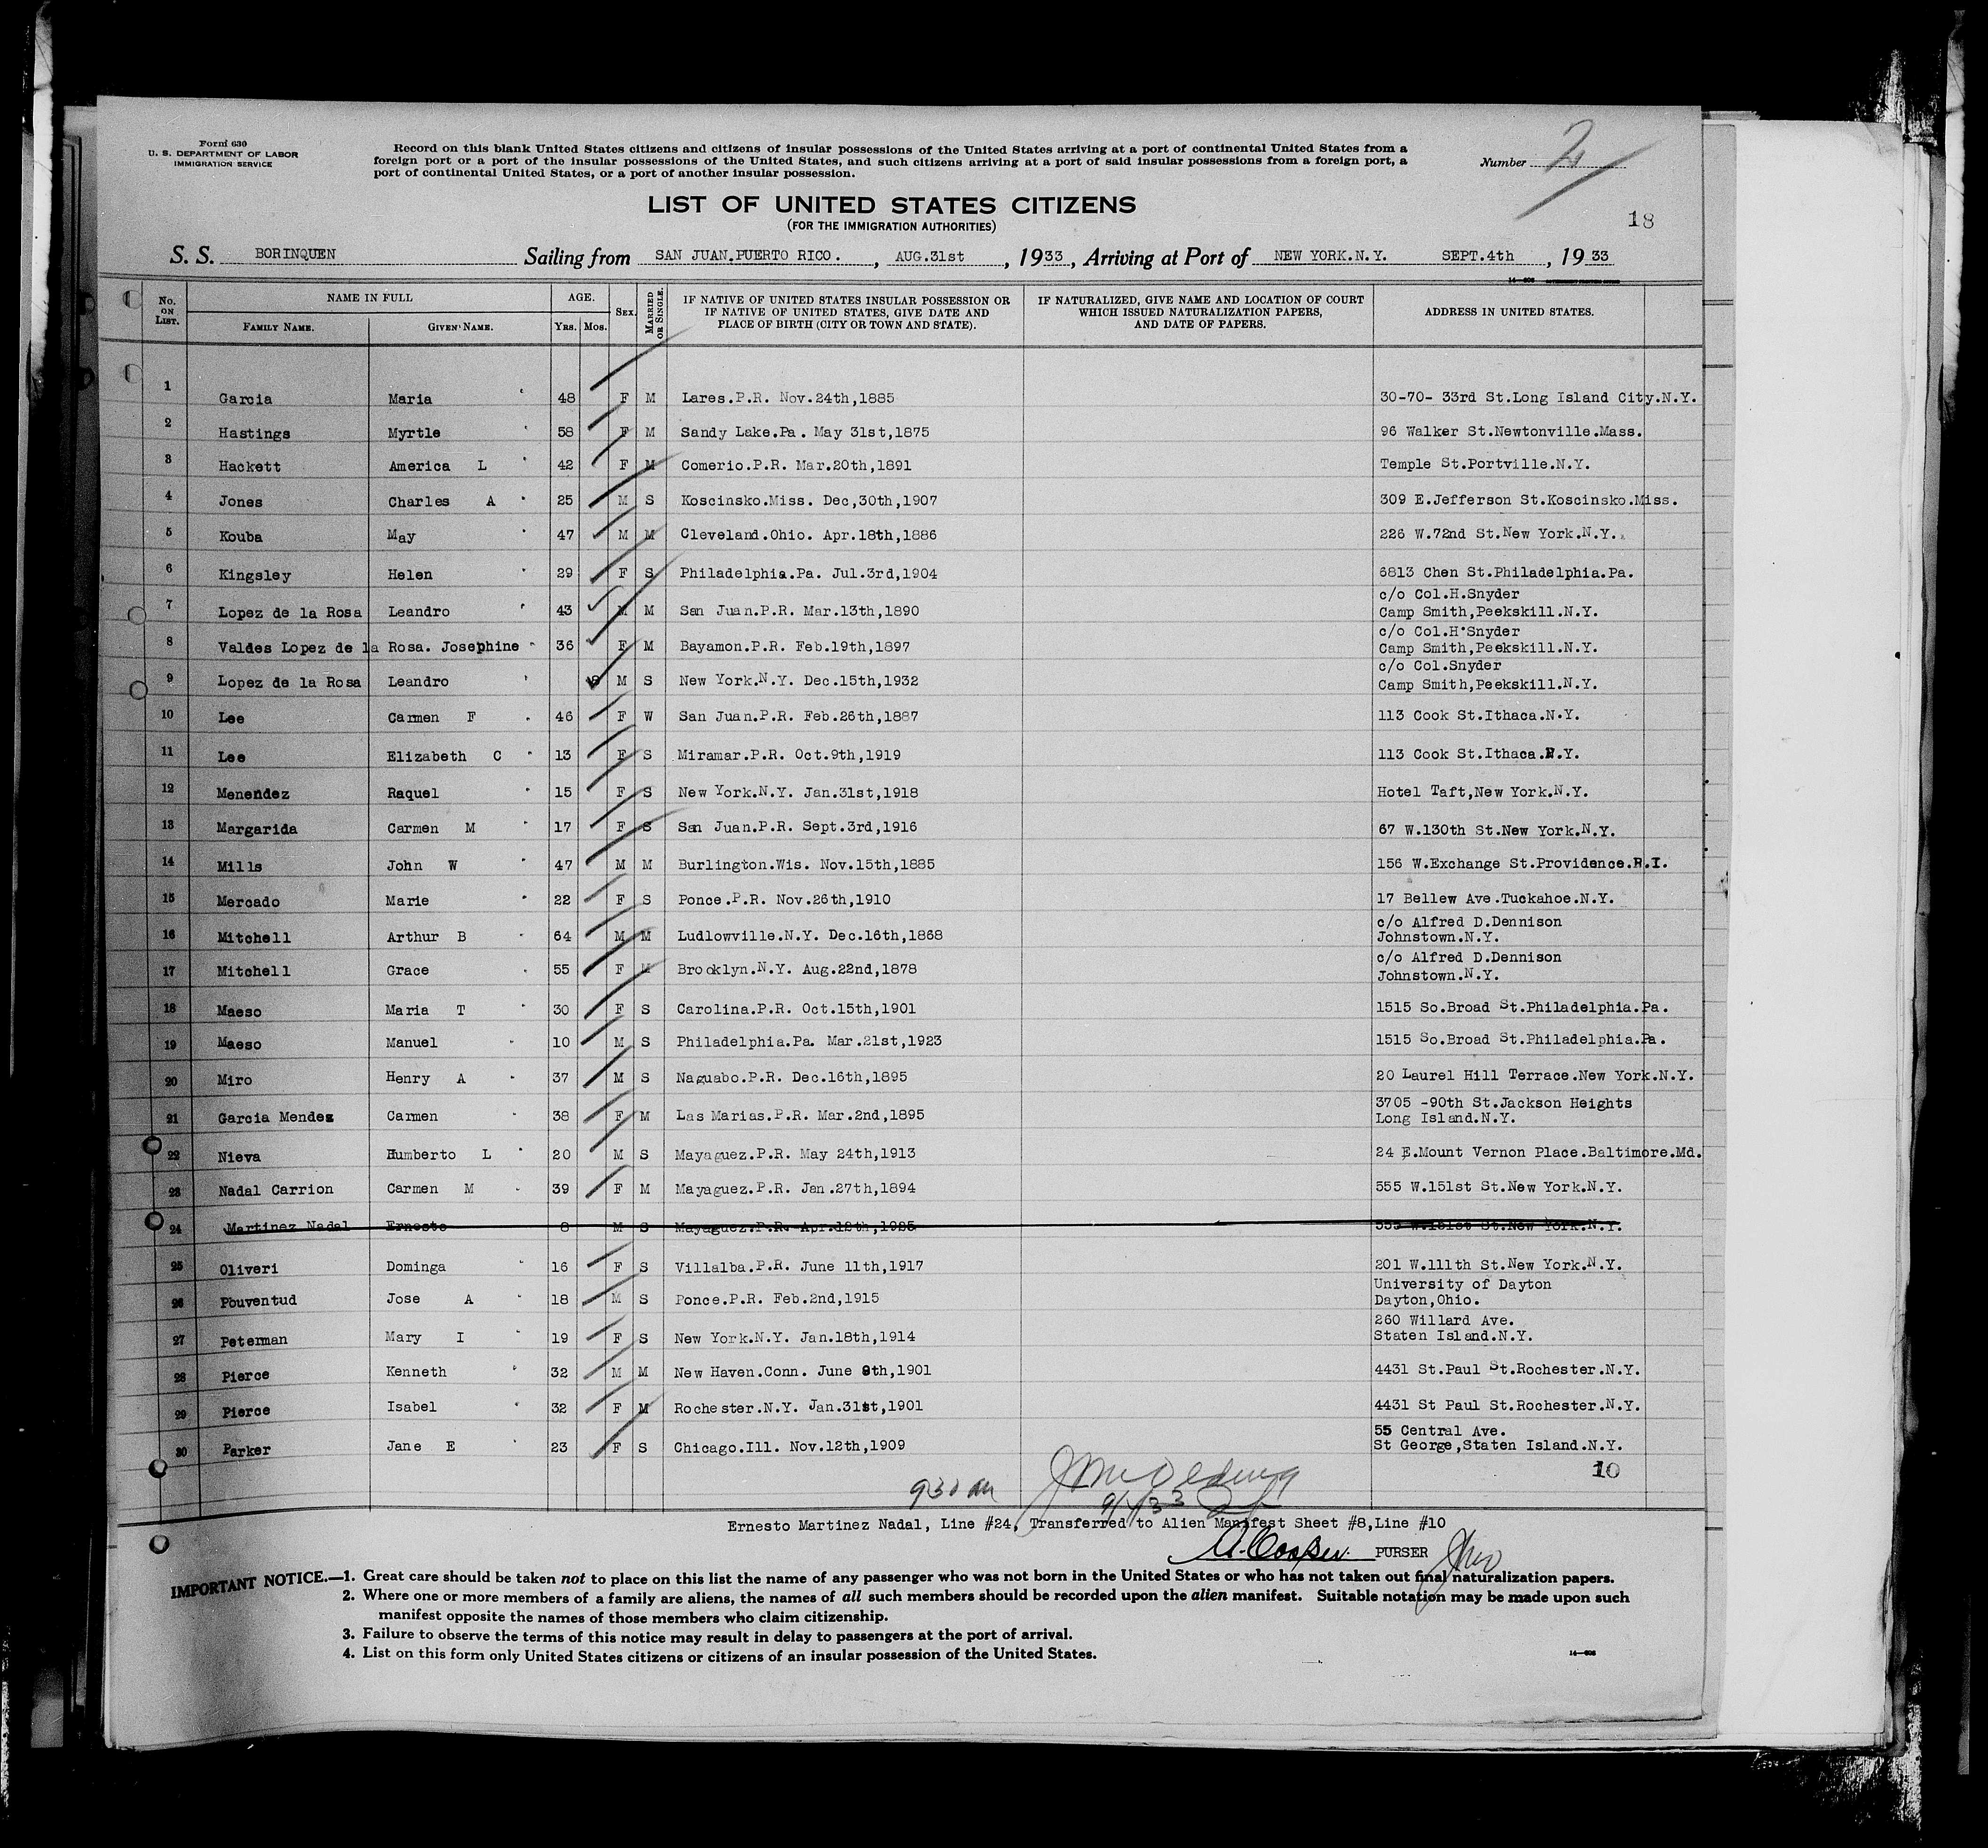 Form 630
U. S. DEPARTMENT OF LABOR
IMMIGRATION SERVICE
Record on this blank United States citizens and citizens of insular possessions of the United States arriving at a port of continental United States from a
foreign port or a port of the insular possessions of the United States, and such citizens arriving at a port of said insular possessions from a foreign port, a
port of continental United States, or a port of another insular possession.
Number 2
18
LIST OF UNITED STATES CITIZENS
(FOR THE IMMIGRATION AUTHORITIES)
S. S. BORINQUEN Sailing from SAN JUAN.PUERTO RICO. , AUG.31st , 1933, Arriving at Port of NEW YORK.N.Y. SEPT.4th , 1933
No. ON LIST. NAME IN FULL FAMILY NAME. GIVEN NAME. AGE. Yrs. Mos. SEX. MARRIED OR SINGLE. IF NATIVE OF UNITED STATES INSULAR POSSESSION OR IF NATIVE OF UNITED STATES, GIVE DATE AND PLACE OF BIRTH (CITY OR TOWN AND STATE). IF NATURALIZED, GIVE NAME AND LOCATION OF COURT WHICH ISSUED NATURALIZATION PAPERS, AND DATE OF PAPERS. ADDRESS IN UNITED STATES.
1 Garcia Maria 48 F M Lares.P.R. Nov.24th,1885 30-70- 33rd St.Long Island City.N.Y.
2 Hastings Myrtle 58 F M Sandy Lake.Pa. May 31st,1875 96 Walker St.Newtonville.Mass.
3 Hackett America L 42 F M Comerio.P.R. Mar.20th,1891 Temple St.Portville.N.Y.
4 Jones Charles A 25 M S Koscinsko.Miss. Dec,30th,1907 309 E.Jefferson St.Koscinsko.Miss.
5 Kouba May 47 M M Cleveland.Ohio. Apr.18th,1886 226 W.72nd St.New York.N.Y.
6 Kingsley Helen 29 F S Philadelphia.Pa. Jul.3rd,1904 6813 Chen St.Philadelphia.Pa.
7 Lopez de la Rosa Leandro 43 M M San Juan.P.R. Mar.13th,1890 c/o Col.H.Snyder
Camp Smith,Peekskill.N.Y.
8 Valdes Lopez de la Rosa. Josephine 36 F M Bayamon.P.R. Feb.19th,1897 c/o Col.H.Snyder
Camp Smith,Peekskill.N.Y.
9 Lopez de la Rosa Leandro 8 M S New York.N.Y. Dec.15th,1932 c/o Col.Snyder
Camp Smith,Peekskill.N.Y.
10 Lee Carmen F 46 F W San Juan.P.R. Feb.26th,1887 113 Cook St.Ithaca.N.Y.
11 Lee Elizabeth C 13 F S Miramar.P.R. Oct.9th,1919 113 Cook St.Ithaca.N.Y.
12 Menendez Raquel 15 F S New York.N.Y. Jan.31st,1918 Hotel Taft,New York.N.Y.
13 Margarida Carmen M 17 F S San Juan.P.R. Sept.3rd,1916 67 W.130th St.New York.N.Y.
14 Mills John W 47 M M Burlington.Wis. Nov.15th,1885 156 W.Exchange St.Providence.R.I.
15 Mercado Marie 22 F S Ponce.P.R. Nov.26th,1910 17 Bellew Ave.Tuckahoe.N.Y.
16 Mitchell Arthur B 64 M M Ludlowville.N.Y. Dec.16th,1868 c/o Alfred D.Dennison
Johnstown.N.Y.
17 Mitchell Grace 55 F M Brooklyn.N.Y. Aug.22nd,1878 c/o Alfred D.Dennison
Johnstown.N.Y.
18 Maeso Maria T 30 F S Carolina.P.R. Oct.15th,1901 1515 So.Broad St.Philadelphia.Pa.
19 Maeso Manuel 10 M S Philadelphia.Pa. Mar.21st,1923 1515 So.Broad St.Philadelphia.Pa.
20 Miro Henry A 37 M S Naguabo.P.R. Dec.16th,1895 20 Laurel Hill Terrace.New York.N.Y.
21 Garcia Mendez Carmen 38 F M Las Marias.P.R. Mar.2nd,1895 3705 -90th St.Jackson Heights
Long Island.N.Y.
22 Nieva Humberto L 20 M S Mayaguez.P.R. May 24th,1913 24 E.Mount Vernon Place.Baltimore.Md.
23 Nadal Carrion Carmen M 39 F M Mayaguez.P.R. Jan.27th,1894 555 W.151st St.New York.N.Y.
24 Martinez Nadal Ernesto 8 M S Mayaguez.P.R. Apr.18th,1925 555 W.151st St.New York.N.Y.
25 Oliveri Dominga 16 F S Villalba.P.R. June 11th,1917 201 W.111th St.New York.N.Y.
26 Pouventud Jose A 18 M S Ponce.P.R. Feb.2nd,1915 University of Dayton
Dayton,Ohio.
27 Peterman Mary I 19 F S New York.N.Y. Jan.18th,1914 260 Willard Ave.
Staten Island.N.Y.
28 Pierce Kenneth 32 M M New Haven.Conn. June 9th,1901 4431 St.Paul St.Rochester.N.Y.
29 Pierce Isabel 32 F M Rochester.N.Y. Jan.31st,1901 4431 St Paul St.Rochester.N.Y.
30 Parker Jane E 23 F S Chicago.Ill. Nov.12th,1909 55 Central Ave.
St George,Staten Island.N.Y.
10
930 am
9/4/33
Ernesto Martinez Nadal, Line #24, Transferred to Alien Manifest Sheet #8,Line #10
A. Cooper PURSER
IMPORTANT NOTICE.—1. Great care should be taken not to place on this list the name of any passenger who was not born in the United States or who has not taken out final naturalization papers.
2. Where one or more members of a family are aliens, the names of all such members should be recorded upon the alien manifest. Suitable notation may be made upon such
manifest opposite the names of those members who claim citizenship.
3. Failure to observe the terms of this notice may result in delay to passengers at the port of arrival.
4. List on this form only United States citizens or citizens of an insular possession of the United States.